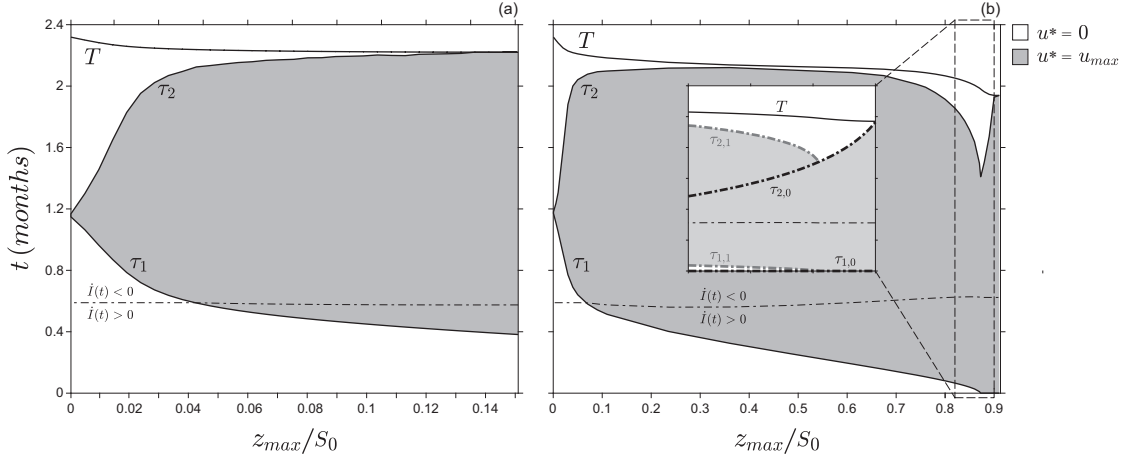 (a)
2.4
2
1.6
1.2
0.8
0.4
0
t (months)
T
τ2
τ1
İ(t) < 0
İ(t) > 0
0 0.02 0.04 0.06 0.08 0.1 0.12 0.14
z_max/S_0
(b)
T
τ2
τ1
T
τ2,1
τ2,0
τ1,1
τ1,0
İ(t) < 0
İ(t) > 0
0 0.1 0.2 0.3 0.4 0.5 0.6 0.7 0.8 0.9
z_max/S_0
u* = 0
u* = u_max